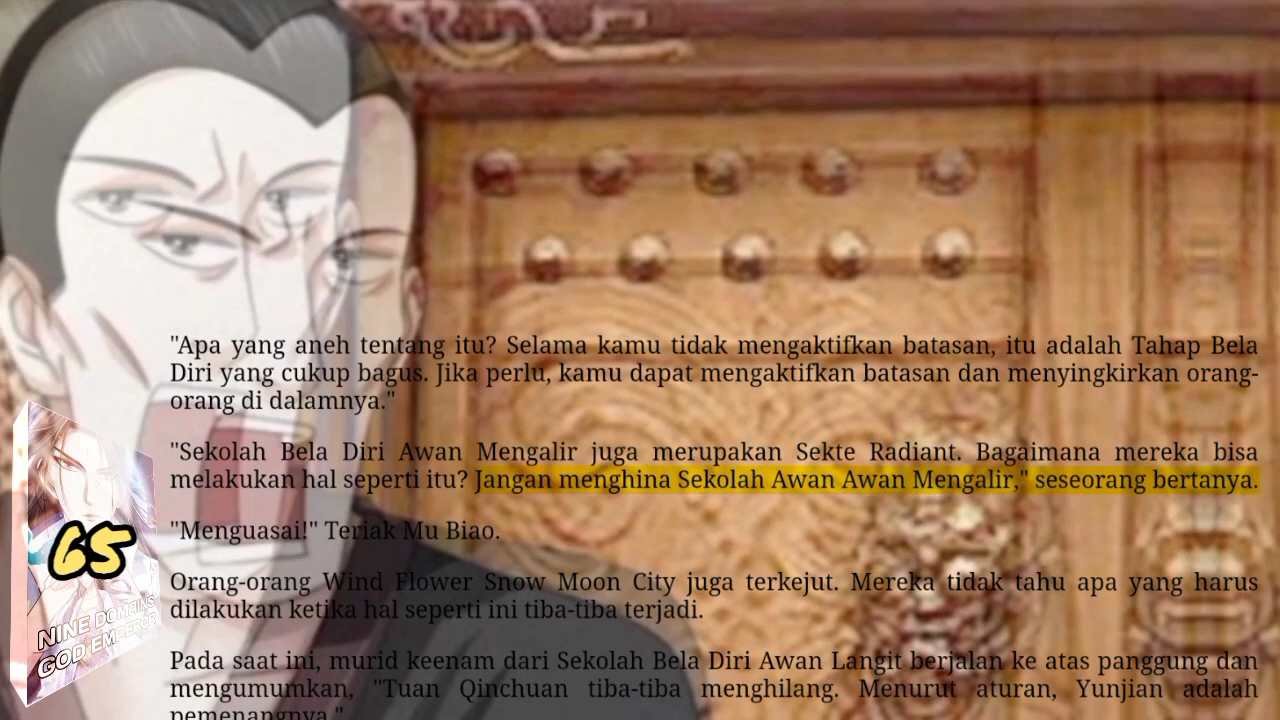 "Apa yang aneh tentang itu? Selama kamu tidak mengaktifkan batasan, itu adalah Tahap Bela
Diri yang cukup bagus. Jika perlu, kamu dapat mengaktifkan batasan dan menyingkirkan orang-
orang di dalamnya."
"Sekolah Bela Diri Awan Mengalir juga merupakan Sekte Radiant. Bagaimana mereka bisa
melakukan hal seperti itu? Jangan menghina Sekolah Awan Awan Mengalir," seseorang bertanya.
"Menguasai!" Teriak Mu Biao.
Orang-orang Wind Flower Snow Moon City juga terkejut. Mereka tidak tahu apa yang harus
dilakukan ketika hal seperti ini tiba-tiba terjadi.
Pada saat ini, murid keenam dari Sekolah Bela Diri Awan Langit berjalan ke atas panggung dan
mengumumkan, "Tuan Qinchuan tiba-tiba menghilang. Menurut aturan, Yunjian adalah
pemenangnya."
65
NINE DOMAINS
GOD EMPEROR